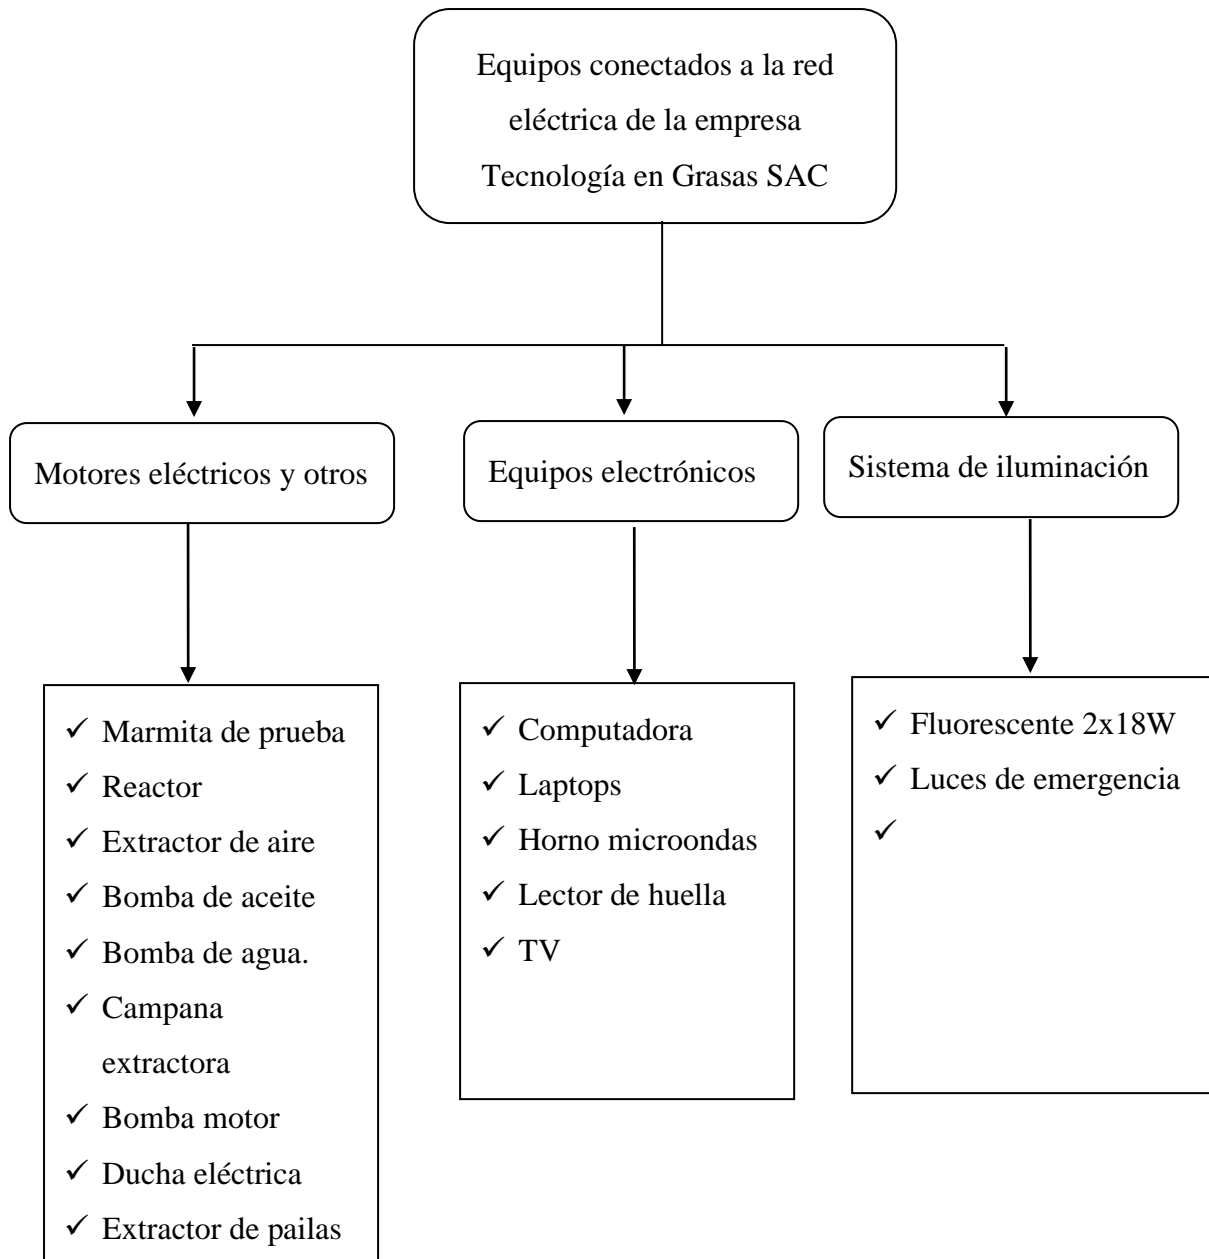 Equipos conectados a la red
eléctrica de la empresa
Tecnología en Grasas SAC
Motores eléctricos y otros
Equipos electrónicos
Sistema de iluminación
✓ Marmita de prueba
✓ Reactor
✓ Extractor de aire
✓ Bomba de aceite
✓ Bomba de agua.
✓ Campana
extractora
✓ Bomba motor
✓ Ducha eléctrica
✓ Extractor de pailas
✓ Computadora
✓ Laptops
✓ Horno microondas
✓ Lector de huella
✓ TV
✓ Fluorescente 2x18W
✓ Luces de emergencia
✓